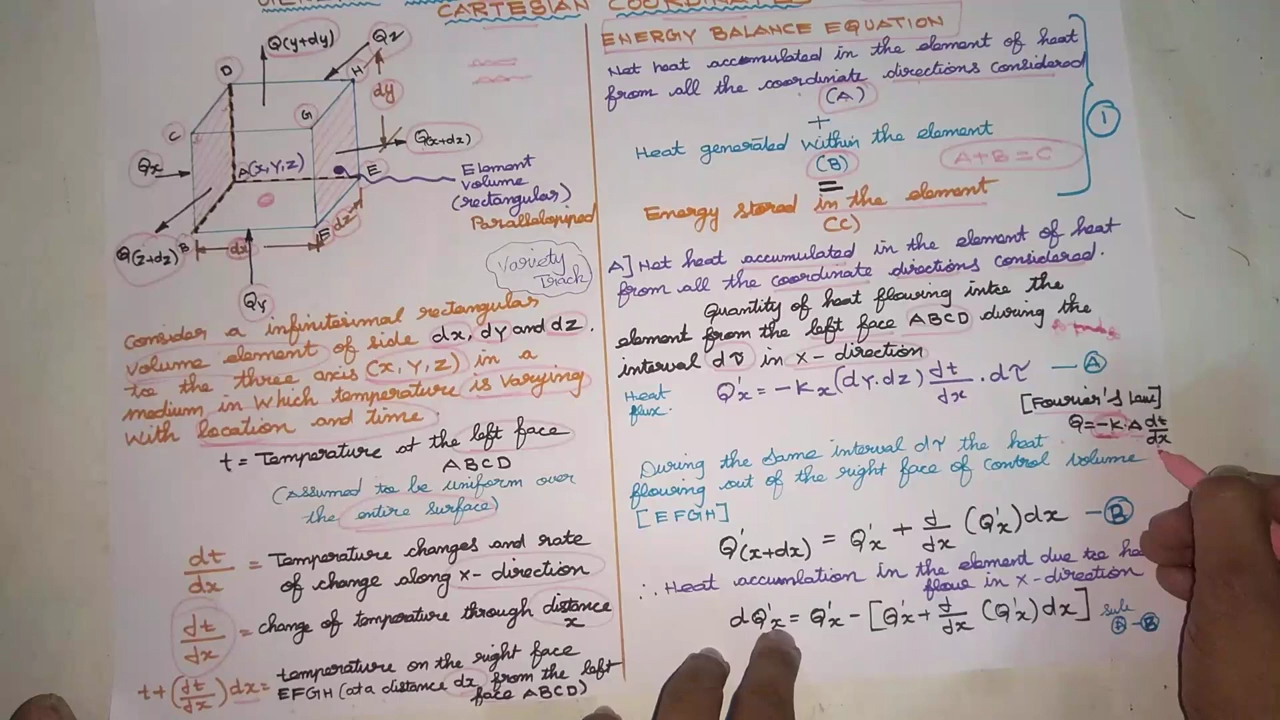 CARTESIAN COORDINATES
Q(y+dy)
Qz
D
H
dy
C
G
Q(x+dx)
Qx
A(x,Y,Z)
E
Element
volume
(rectangular)
Parallelopiped
dz
Q(z+dz)
B
dx
F
Qy
Variety
Track
Consider a infinitesimal rectangular
volume element of side dx, dy and dz.
to the three axis (x, Y, Z) in a
medium in which temperature is varying
with location and time.
t = Temperature at the left face
ABCD
(Assumed to be uniform over
the entire surface)
dt/dx = Temperature changes and rate
of change along x-direction
dt/dx = change of temperature through distance
x
t+(dt/dx)dx = temperature on the right face
EFGH (at a distance dx from the left
face ABCD)
ENERGY BALANCE EQUATION
Net heat accumulated in the element of heat
from all the coordinate directions considered
(A)
+
Heat generated within the element
(B)
A+B=C
=
Energy stored in the element
(C)
1
A] Net heat accumulated in the element of heat
from all the coordinate directions considered.
Quantity of heat flowing into the
element from the left face ABCD during the
interval dτ in x-direction
Heat
flux.
Q'x = -Kx (dy.dz) dt/dx . dτ — A
[Fourier's Law]
Q=-K.A dt/dx
During the same interval dτ the heat
flowing out of the right face of control volume
[EFGH]
Q'(x+dx) = Q'x + d/dx (Q'x)dx — B
∴ Heat accumlation in the element due to
flow in x-direction
dQ'x = Q'x - [Q'x + d/dx (Q'x)dx] sub
A - B